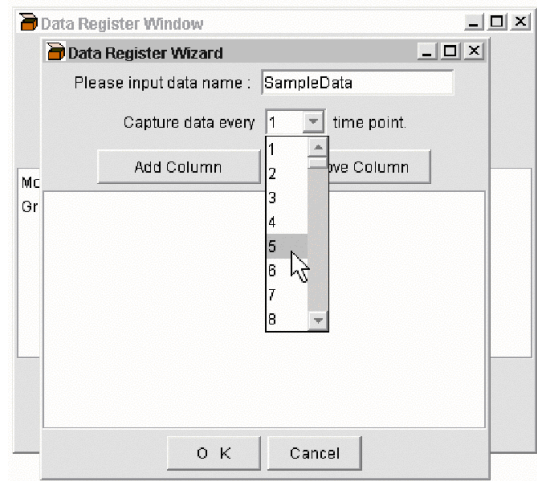 Data Register Window
Data Register Wizard
Please input data name : SampleData
Capture data every 1 time point.
Add Column
ove Column
1
2
3
4
5
6
7
8
Mo
Gr
O K Cancel